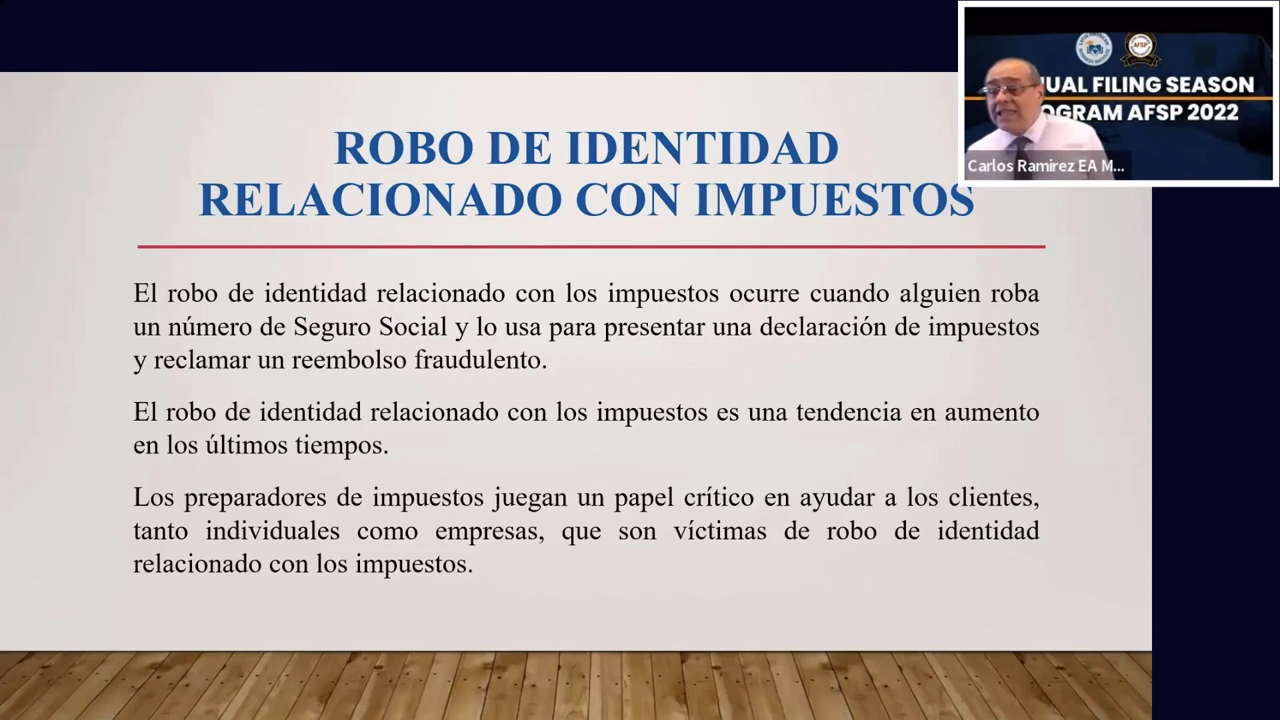 ROBO DE IDENTIDAD
RELACIONADO CON IMPUESTOS
El robo de identidad relacionado con los impuestos ocurre cuando alguien roba
un número de Seguro Social y lo usa para presentar una declaración de impuestos
y reclamar un reembolso fraudulento.
El robo de identidad relacionado con los impuestos es una tendencia en aumento
en los últimos tiempos.
Los preparadores de impuestos juegan un papel crítico en ayudar a los clientes,
tanto individuales como empresas, que son víctimas de robo de identidad
relacionado con los impuestos.
AFSP
UAL FILING SEASON
OGRAM AFSP 2022
Carlos Ramirez EA M...